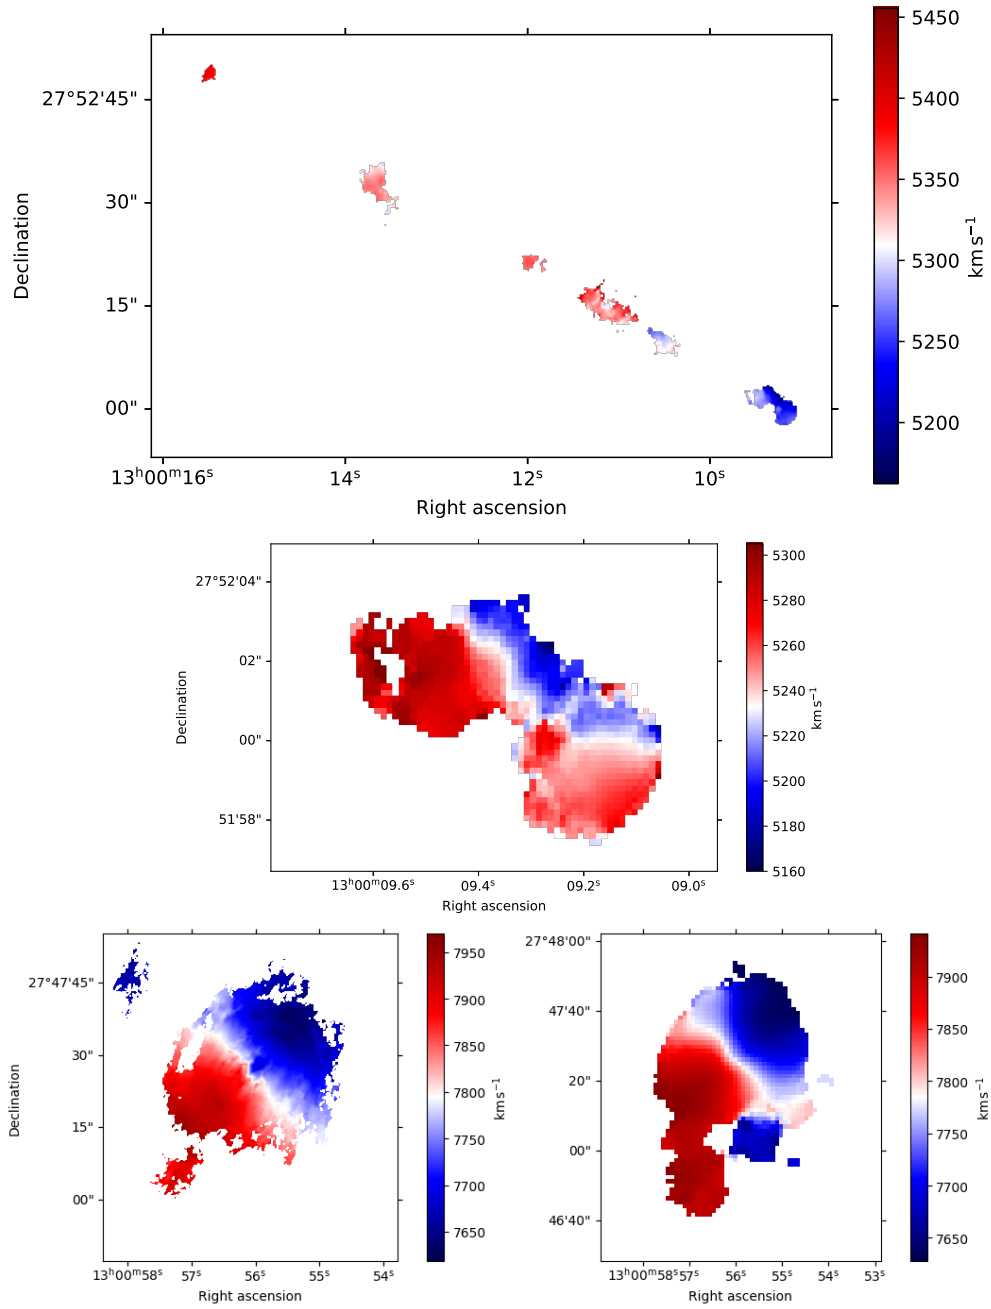 5450
5400
5350
5300
5250
5200
km s⁻¹
27°52'45"
30"
15"
00"
Declination
13ʰ00ᵐ16ˢ
14ˢ
12ˢ
10ˢ
Right ascension
27°52'04"
02"
00"
51'58"
Declination
13ʰ00ᵐ09.6ˢ
09.4ˢ
09.2ˢ
09.0ˢ
Right ascension
5300
5280
5260
5240
5220
5200
5180
5160
km s⁻¹
27°47'45"
30"
15"
00"
Declination
13ʰ00ᵐ58ˢ
57ˢ
56ˢ
55ˢ
54ˢ
Right ascension
7950
7900
7850
7800
7750
7700
7650
km s⁻¹
27°48'00"
47'40"
20"
00"
46'40"
13ʰ00ᵐ58ˢ
57ˢ
56ˢ
55ˢ
54ˢ
53ˢ
Right ascension
7900
7850
7800
7750
7700
7650
km s⁻¹